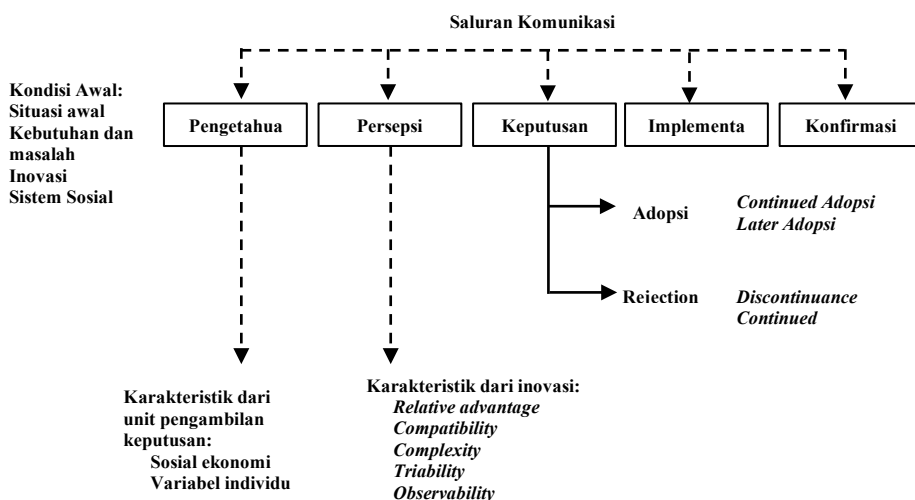 Saluran Komunikasi
Kondisi Awal:
Situasi awal
Kebutuhan dan
masalah
Inovasi
Sistem Sosial
Pengetahua
Persepsi
Keputusan
Implementa
Konfirmasi
Adopsi
Continued Adopsi
Later Adopsi
Rejection
Discontinuance
Continued
Karakteristik dari
unit pengambilan
keputusan:
Sosial ekonomi
Variabel individu
Karakteristik dari inovasi:
Relative advantage
Compatibility
Complexity
Triability
Observability